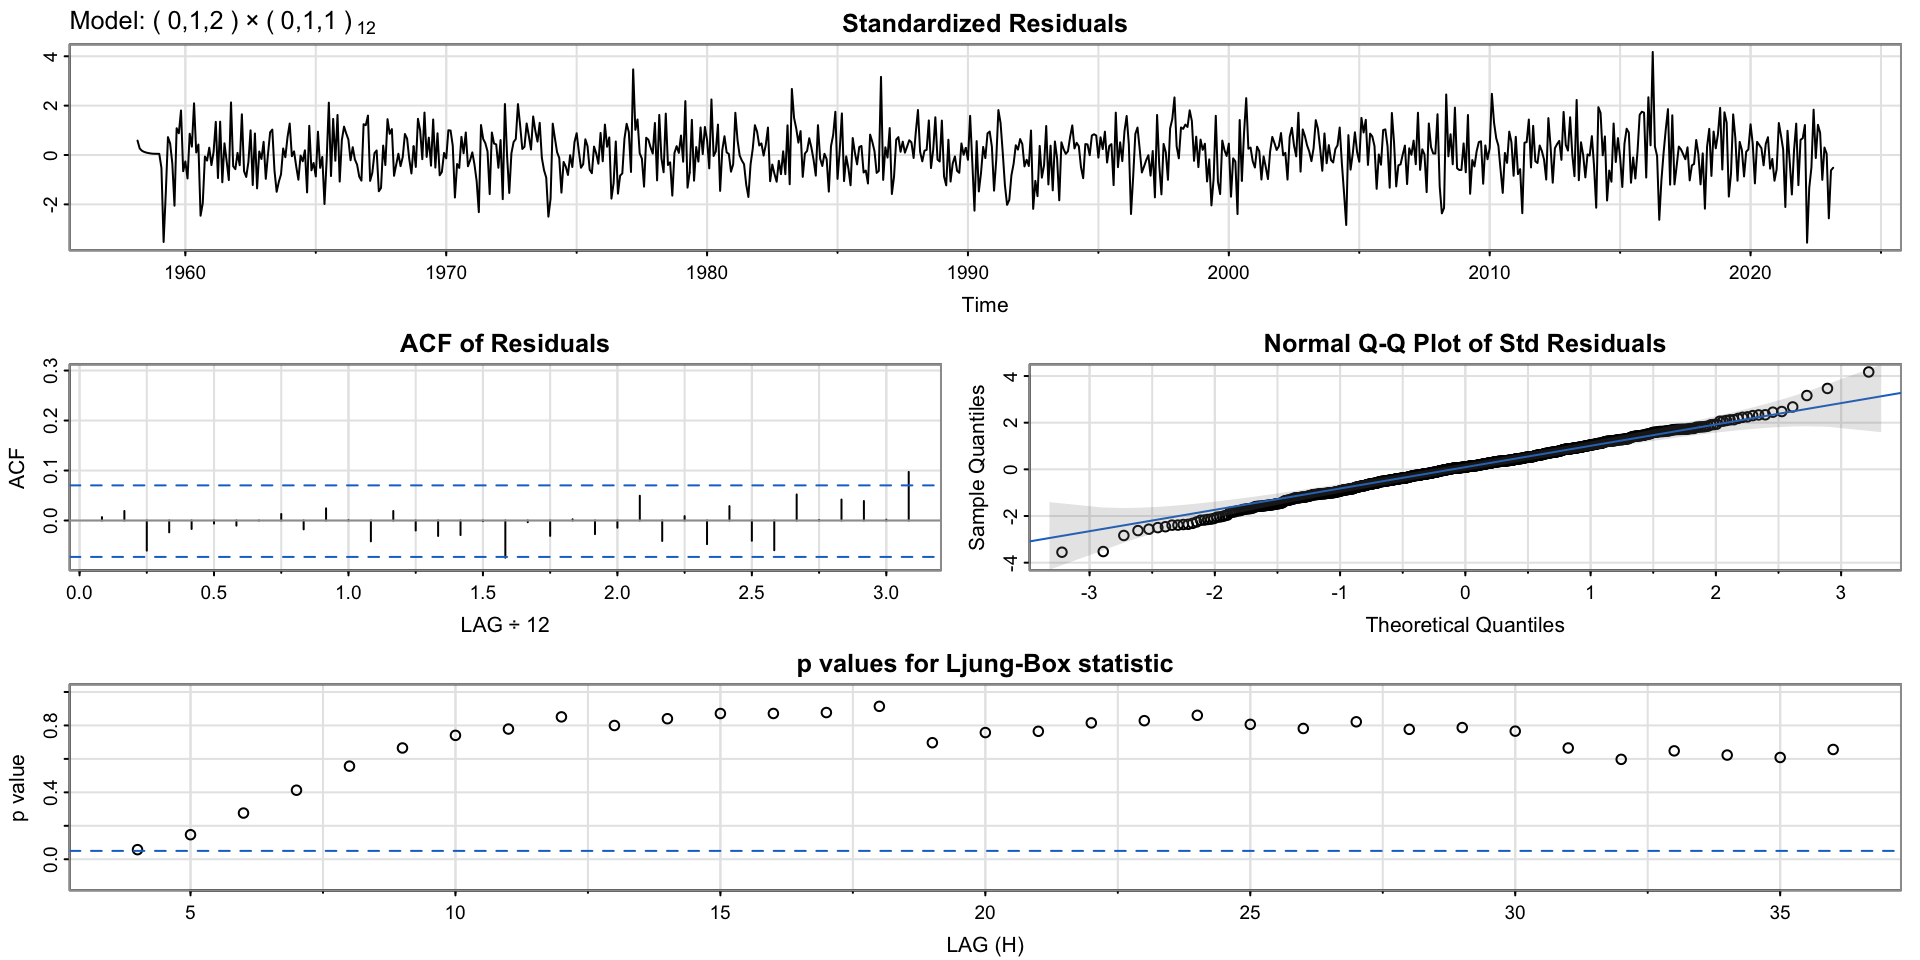 Model: ( 0,1,2 ) × ( 0,1,1 ) 12
Standardized Residuals
4
2
0
-2
1960 1970 1980 1990 2000 2010 2020
Time
ACF of Residuals
ACF
0.3
0.2
0.1
0.0
0.0 0.5 1.0 1.5 2.0 2.5 3.0
LAG ÷ 12
Normal Q-Q Plot of Std Residuals
Sample Quantiles
4
2
0
-2
-4
-3 -2 -1 0 1 2 3
Theoretical Quantiles
p values for Ljung-Box statistic
p value
0.8
0.4
0.0
5 10 15 20 25 30 35
LAG (H)